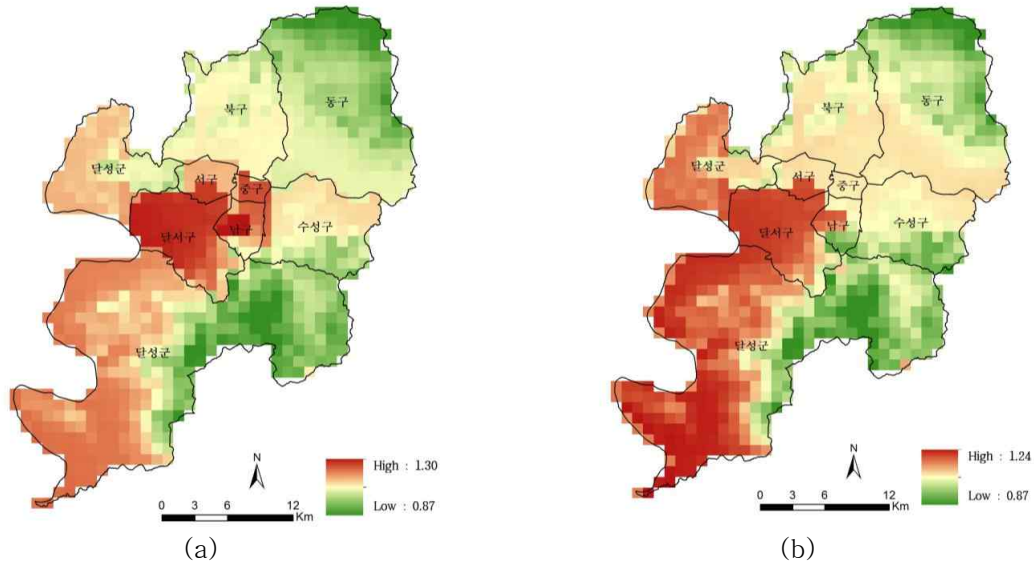 북구
동구
달성군
서구
중구
달서구
남구
수성구
달성군
N
High : 1.30
Low : 0.87
0 3 6 12
Km
(a)
북구
동구
달성군
서구
중구
달서구
남구
수성구
달성군
N
High : 1.24
Low : 0.87
0 3 6 12
Km
(b)